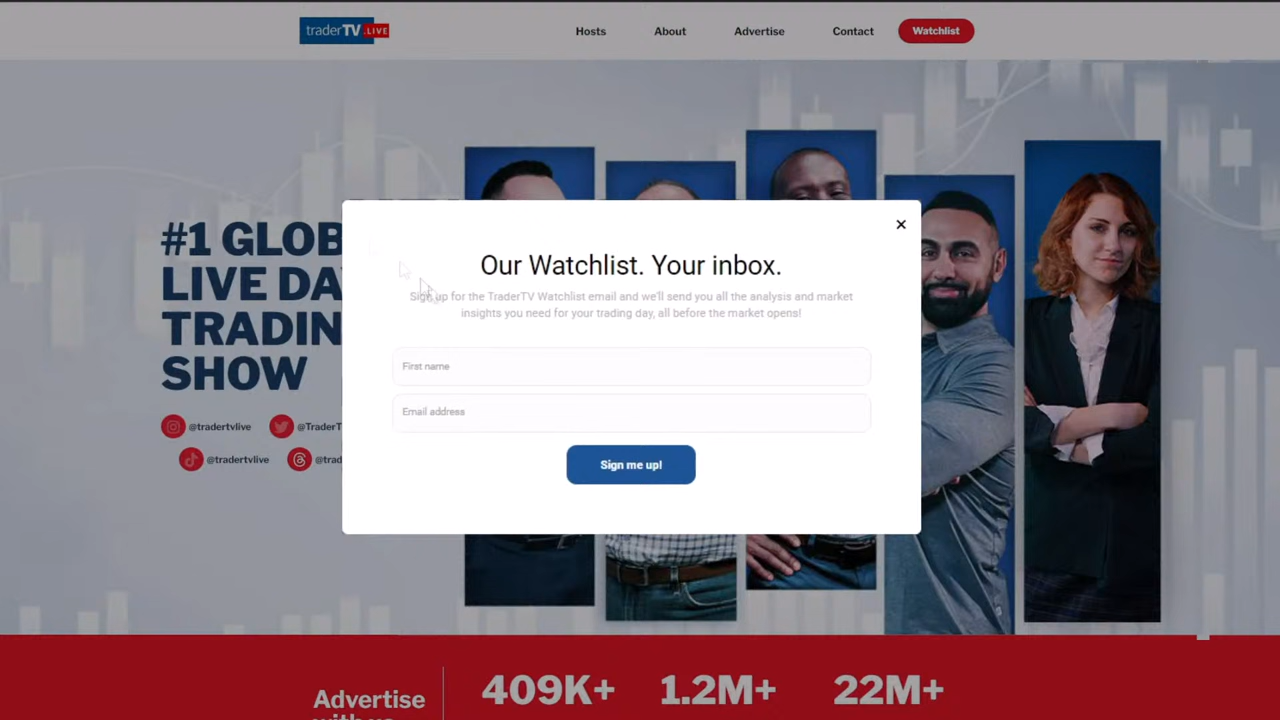 traderTV.LIVE
Hosts
About
Advertise
Contact
Watchlist
#1 GLOB
LIVE DA
TRADIN
SHOW
@tradertvlive
@TraderT
@tradertvlive
@trad
Our Watchlist. Your inbox.
Sign up for the TraderTV Watchlist email and we'll send you all the analysis and market
insights you need for your trading day, all before the market opens!
First name
Email address
Sign me up!
Advertise
with us
409K+
1.2M+
22M+